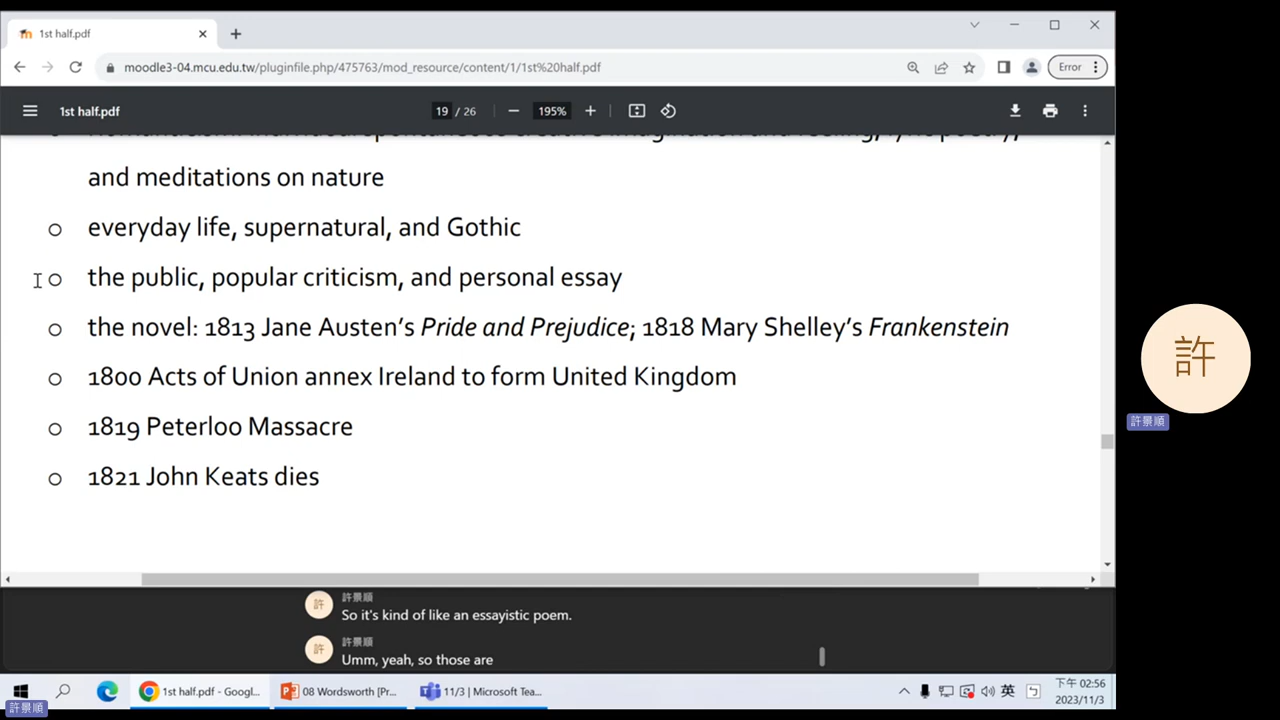 1st half.pdf
moodle3-04.mcu.edu.tw/pluginfile.php/475763/mod_resource/content/1/1st%20half.pdf
Error
1st half.pdf
19 / 26
195%
and meditations on nature
everyday life, supernatural, and Gothic
the public, popular criticism, and personal essay
the novel: 1813 Jane Austen's Pride and Prejudice; 1818 Mary Shelley's Frankenstein
1800 Acts of Union annex Ireland to form United Kingdom
1819 Peterloo Massacre
1821 John Keats dies
許
許景順
許 許景順
So it's kind of like an essayistic poem.
許 許景順
Umm, yeah, so those are
1st half.pdf - Googl...
08 Wordsworth [Pr...
11/3 | Microsoft Tea...
英
下午 02:56
2023/11/3
許景順